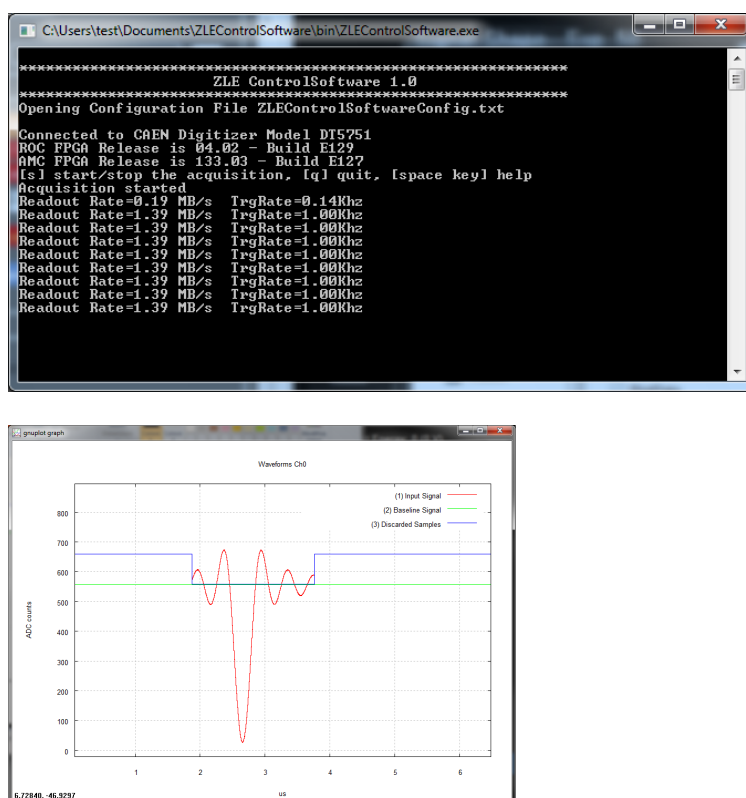 C:\Users\test\Documents\ZLEControlSoftware\bin\ZLEControlSoftware.exe
**************************************************************
ZLE ControlSoftware 1.0
**************************************************************
Opening Configuration File ZLEControlSoftwareConfig.txt
Connected to CAEN Digitizer Model DT5751
ROC FPGA Release is 04.02 - Build E129
AMC FPGA Release is 133.03 - Build E127
[s] start/stop the acquisition, [q] quit, [space key] help
Acquisition started
Readout Rate=0.19 MB/s  TrgRate=0.14Khz
Readout Rate=1.39 MB/s  TrgRate=1.00Khz
Readout Rate=1.39 MB/s  TrgRate=1.00Khz
Readout Rate=1.39 MB/s  TrgRate=1.00Khz
Readout Rate=1.39 MB/s  TrgRate=1.00Khz
Readout Rate=1.39 MB/s  TrgRate=1.00Khz
Readout Rate=1.39 MB/s  TrgRate=1.00Khz
Readout Rate=1.39 MB/s  TrgRate=1.00Khz
Readout Rate=1.39 MB/s  TrgRate=1.00Khz
gnuplot graph
Waveforms Ch0
(1) Input Signal
(2) Baseline Signal
(3) Discarded Samples
800
700
600
500
400
300
200
100
0
ADC counts
1 2 3 4 5 6
us
6.72840, -46.9297